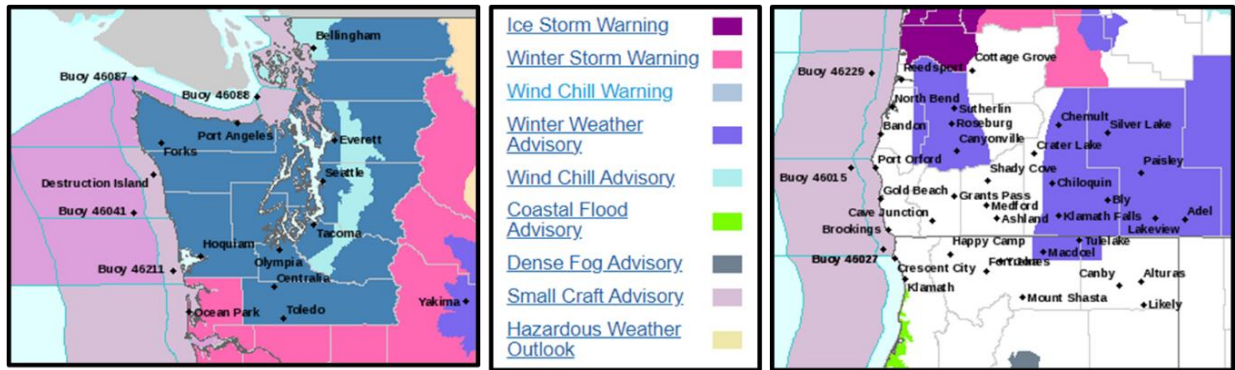 Bellingham
Buoy 46087
Buoy 46088
Port Angeles
Forks
Everett
Seattle
Destruction Island
Buoy 46041
Tacoma
Hoquiam
Olympia
Buoy 46211
Centralia
Yakima
Ocean Park
Toledo
Ice Storm Warning
Winter Storm Warning
Wind Chill Warning
Winter Weather
Advisory
Wind Chill Advisory
Coastal Flood
Advisory
Dense Fog Advisory
Small Craft Advisory
Hazardous Weather
Outlook
Cottage Grove
Buoy 46229
Reedsport
North Bend
Sutherlin
Roseburg
Chemult
Silver Lake
Bandon
Canyonville
Crater Lake
Paisley
Port Orford
Shady Cove
Buoy 46015
Chiloquin
Gold Beach
Grants Pass
Bly
Medford
Cave Junction
Ashland
Klamath Falls
Adel
Lakeview
Brookings
Happy Camp
Tulelake
Buoy 46027
Macdoel
Crescent City
Klamath
Canby
Alturas
Mount Shasta
Likely